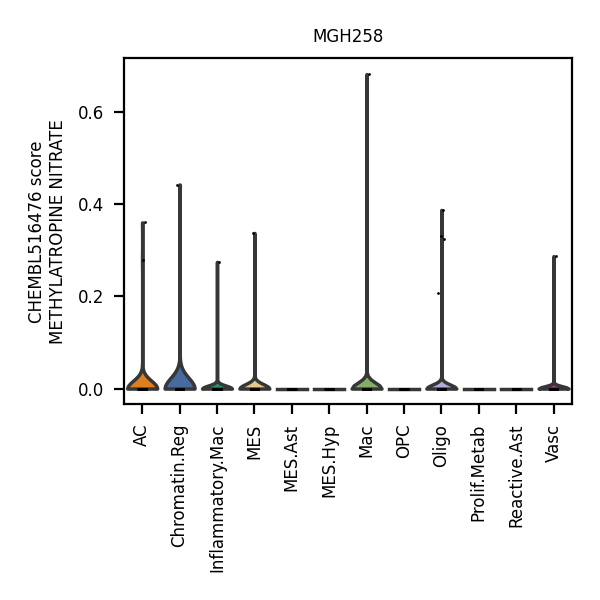 MGH258
CHEMBL516476 score
METHYLATROPINE NITRATE
0.6
0.4
0.2
0.0
AC
Chromatin.Reg
Inflammatory.Mac
MES
MES.Ast
MES.Hyp
Mac
OPC
Oligo
Prolif.Metab
Reactive.Ast
Vasc